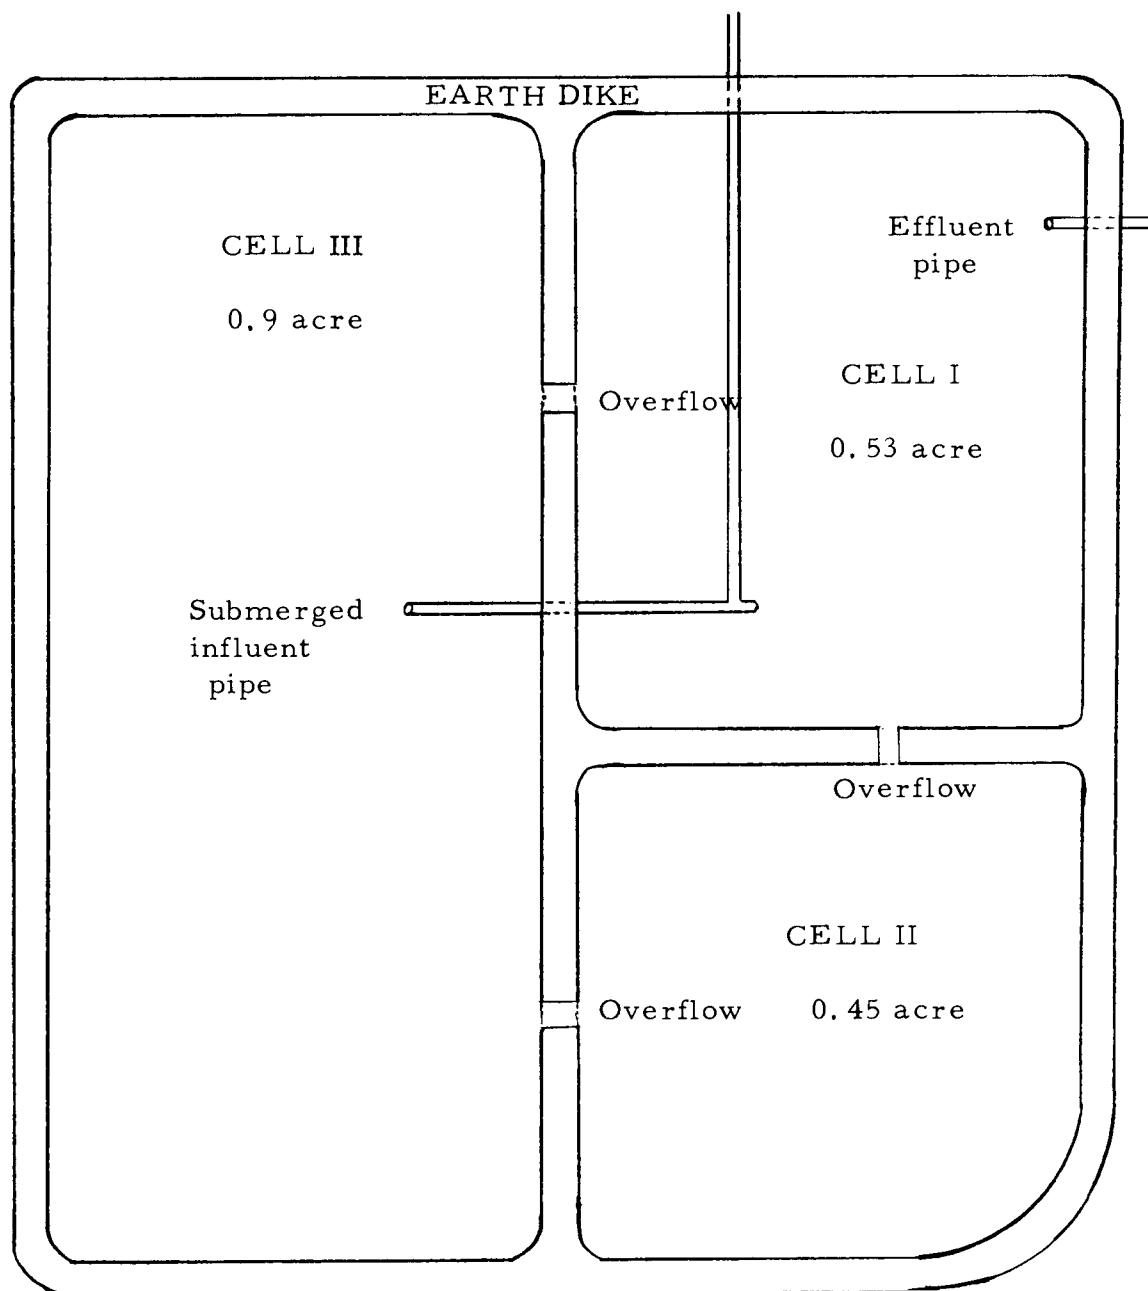 EARTH DIKE
CELL III
0.9 acre
Effluent
pipe
CELL I
0.53 acre
Overflow
Submerged
influent
pipe
Overflow
CELL II
0.45 acre
Overflow